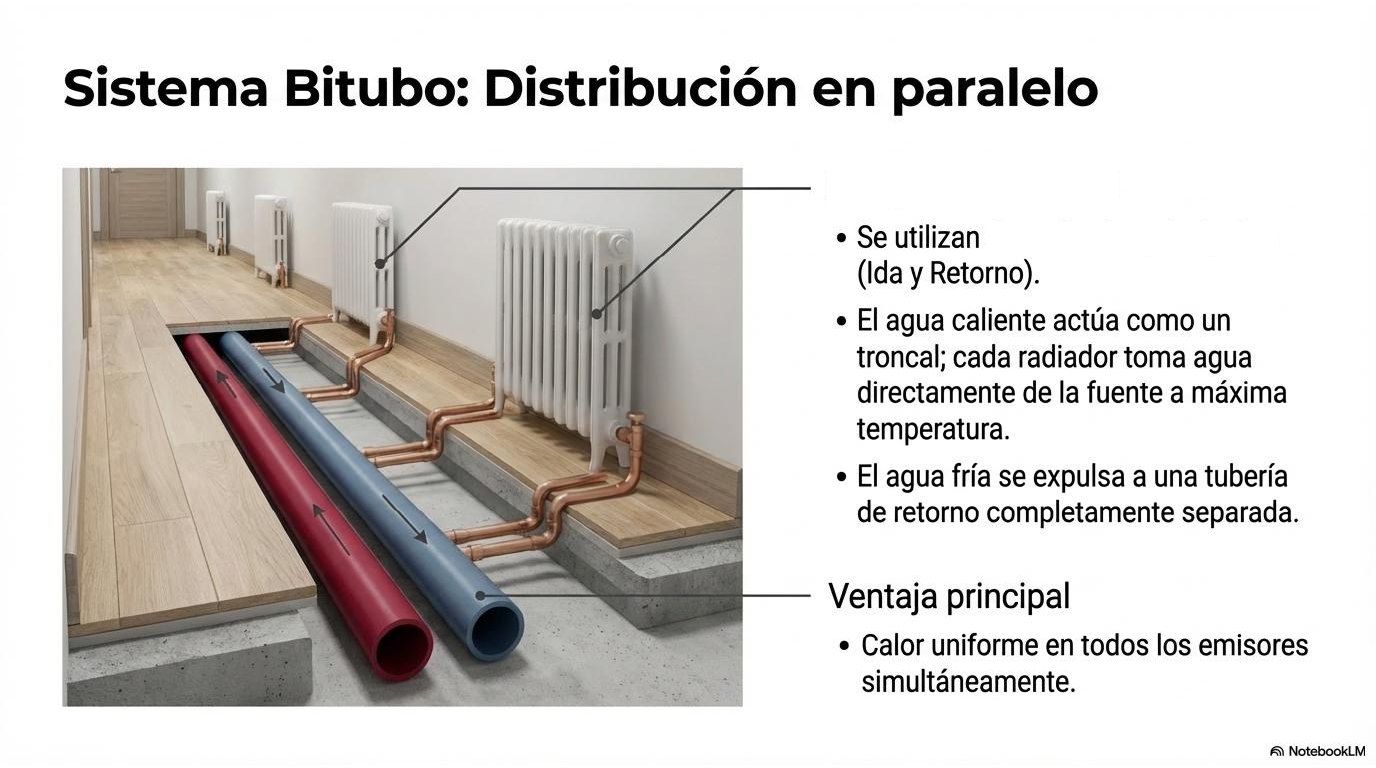 Sistema Bitubo: Distribución en paralelo
• Se utilizan
(Ida y Retorno).
• El agua caliente actúa como un
troncal; cada radiador toma agua
directamente de la fuente a máxima
temperatura.
• El agua fría se expulsa a una tubería
de retorno completamente separada.
Ventaja principal
• Calor uniforme en todos los emisores
simultáneamente.
NotebookLM